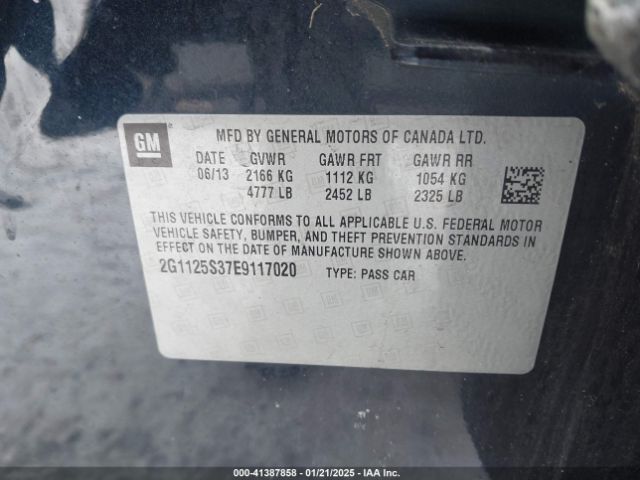 GM
MFD BY GENERAL MOTORS OF CANADA LTD.
DATE GVWR GAWR FRT GAWR RR
06/13 2166 KG 1112 KG 1054 KG
4777 LB 2452 LB 2325 LB
THIS VEHICLE CONFORMS TO ALL APPLICABLE U.S. FEDERAL MOTOR
VEHICLE SAFETY, BUMPER, AND THEFT PREVENTION STANDARDS IN
EFFECT ON THE DATE OF MANUFACTURE SHOWN ABOVE.
2G1125S37E9117020 TYPE: PASS CAR
000-41387858 - 01/21/2025 - IAA Inc.